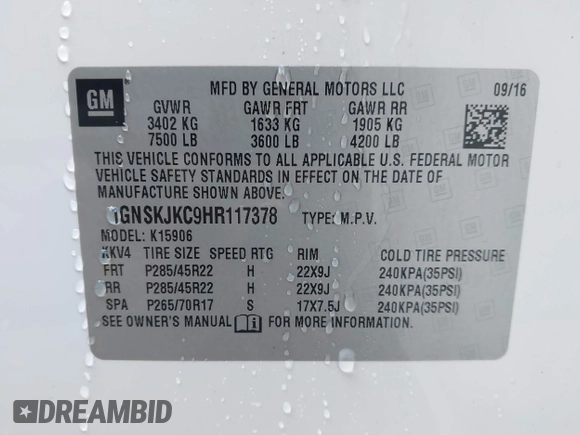 GM
MFD BY GENERAL MOTORS LLC 09/16
GVWR GAWR FRT GAWR RR
3402 KG 1633 KG 1905 KG
7500 LB 3600 LB 4200 LB
THIS VEHICLE CONFORMS TO ALL APPLICABLE U.S. FEDERAL MOTOR
VEHICLE SAFETY STANDARDS IN EFFECT ON THE DATE OF
MANUFACTURE SHOWN ABOVE.
1GNSKJKC9HR117378 TYPE: M.P.V.
MODEL: K15906
KKV4 TIRE SIZE SPEED RTG RIM COLD TIRE PRESSURE
FRT P285/45R22 H 22X9J 240KPA(35PSI)
RR P285/45R22 H 22X9J 240KPA(35PSI)
SPA P265/70R17 S 17X7.5J 240KPA(35PSI)
SEE OWNER'S MANUAL FOR MORE INFORMATION.
DREAMBID